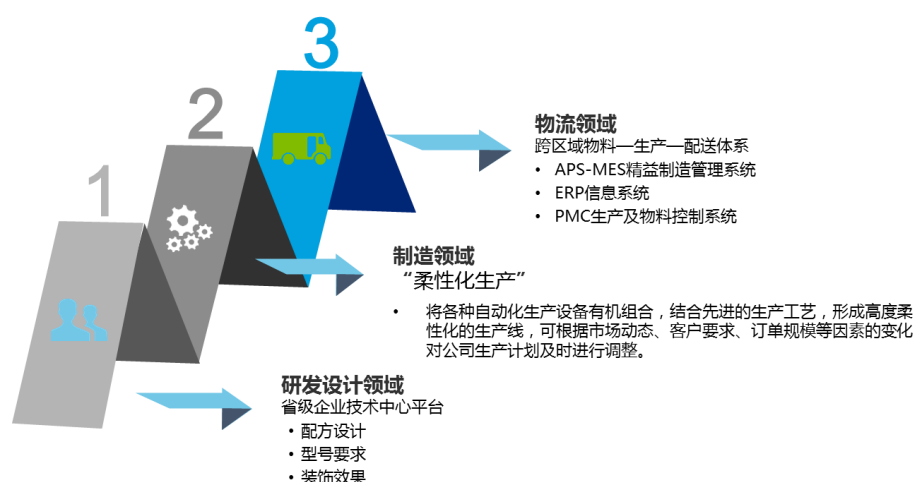 3
2
1
物流领域
跨区域物料—生产—配送体系
• APS-MES精益制造管理系统
• ERP信息系统
• PMC生产及物料控制系统
制造领域
“柔性化生产”
• 将各种自动化生产设备有机组合，结合先进的生产工艺，形成高度柔
性化的生产线，可根据市场动态、客户要求、订单规模等因素的变化
对公司生产计划及时进行调整。
研发设计领域
省级企业技术中心平台
• 配方设计
• 型号要求
• 装饰效果